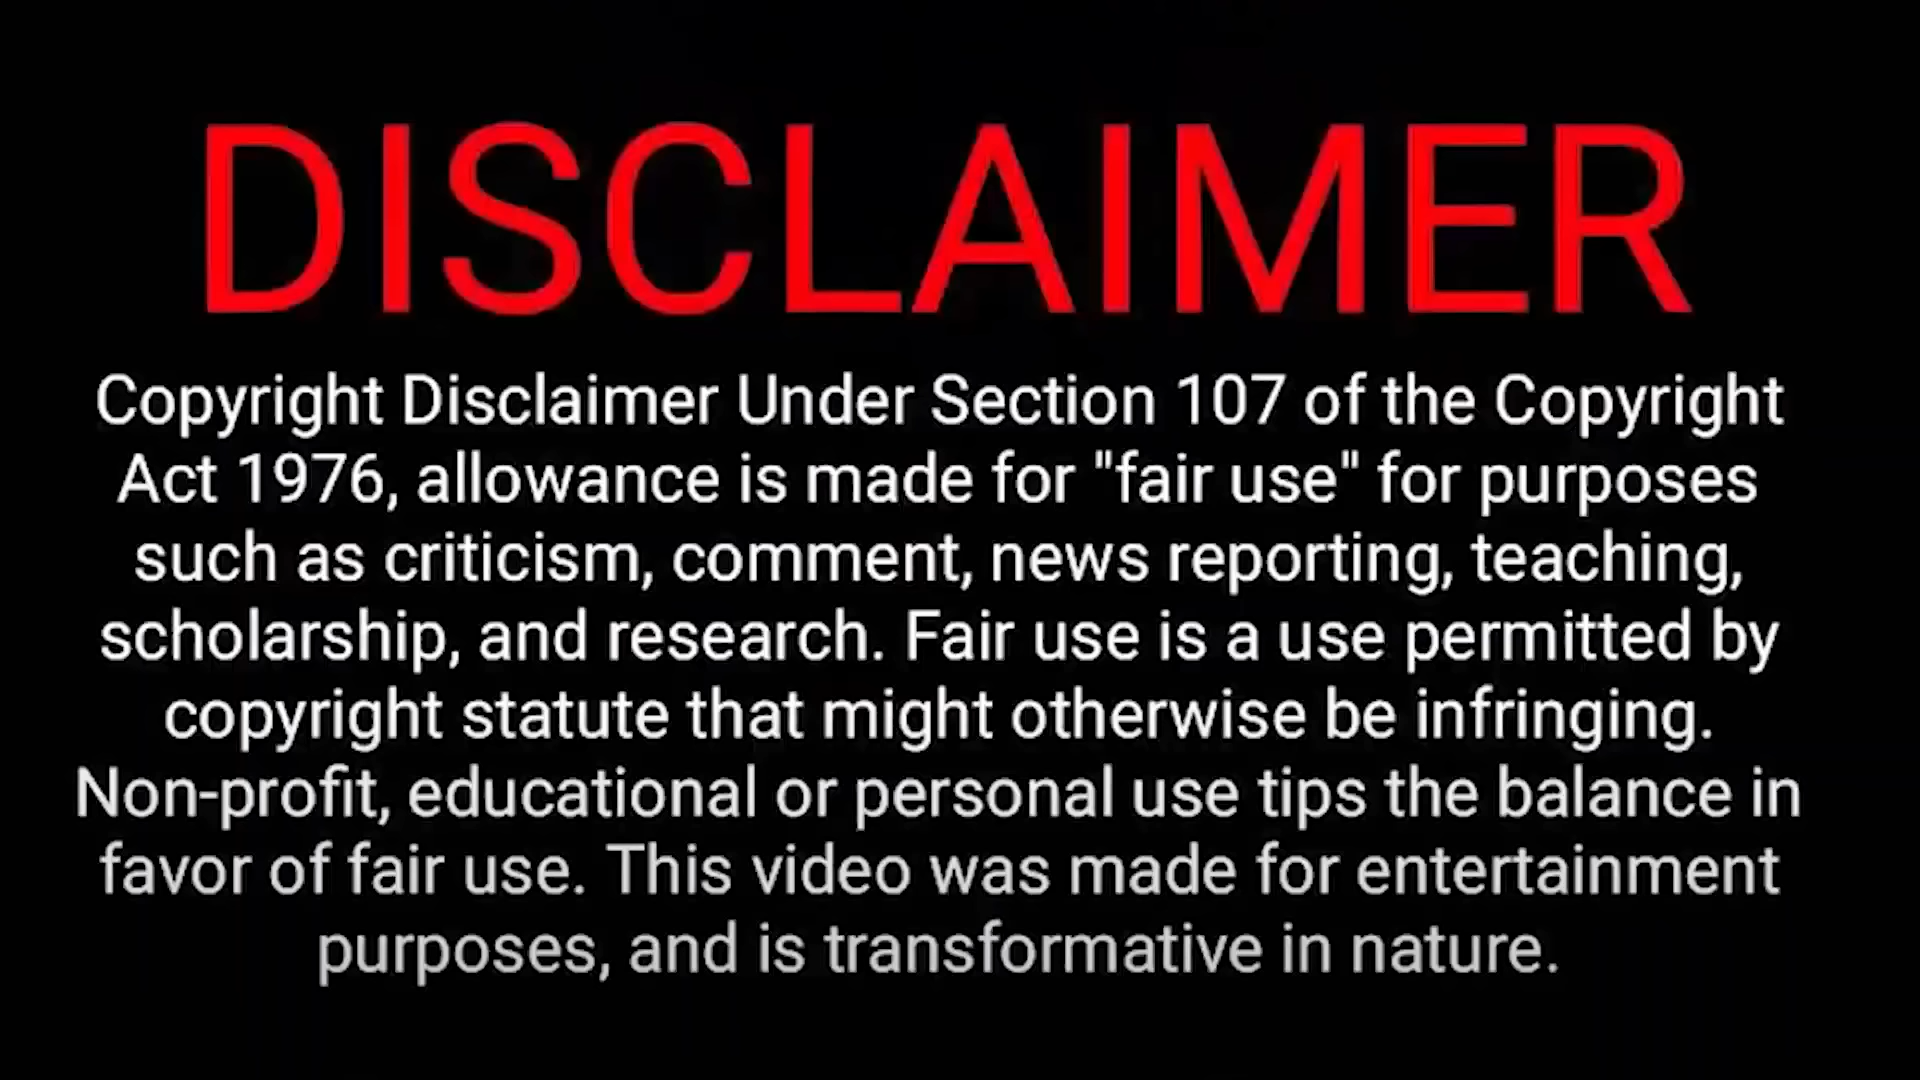 DISCLAIMER
Copyright Disclaimer Under Section 107 of the Copyright
Act 1976, allowance is made for "fair use" for purposes
such as criticism, comment, news reporting, teaching,
scholarship, and research. Fair use is a use permitted by
copyright statute that might otherwise be infringing.
Non-profit, educational or personal use tips the balance in
favor of fair use. This video was made for entertainment
purposes, and is transformative in nature.